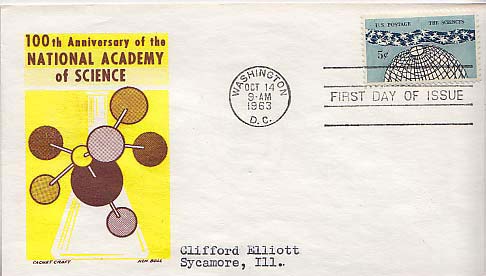 100th Anniversary of the
NATIONAL ACADEMY
of SCIENCE
CACHET CRAFT KEN BOLL
U.S. POSTAGE THE SCIENCES
5¢
WASHINGTON
OCT 14
9-AM
1963
D.C.
FIRST DAY OF ISSUE
Clifford Elliott
Sycamore, Ill.